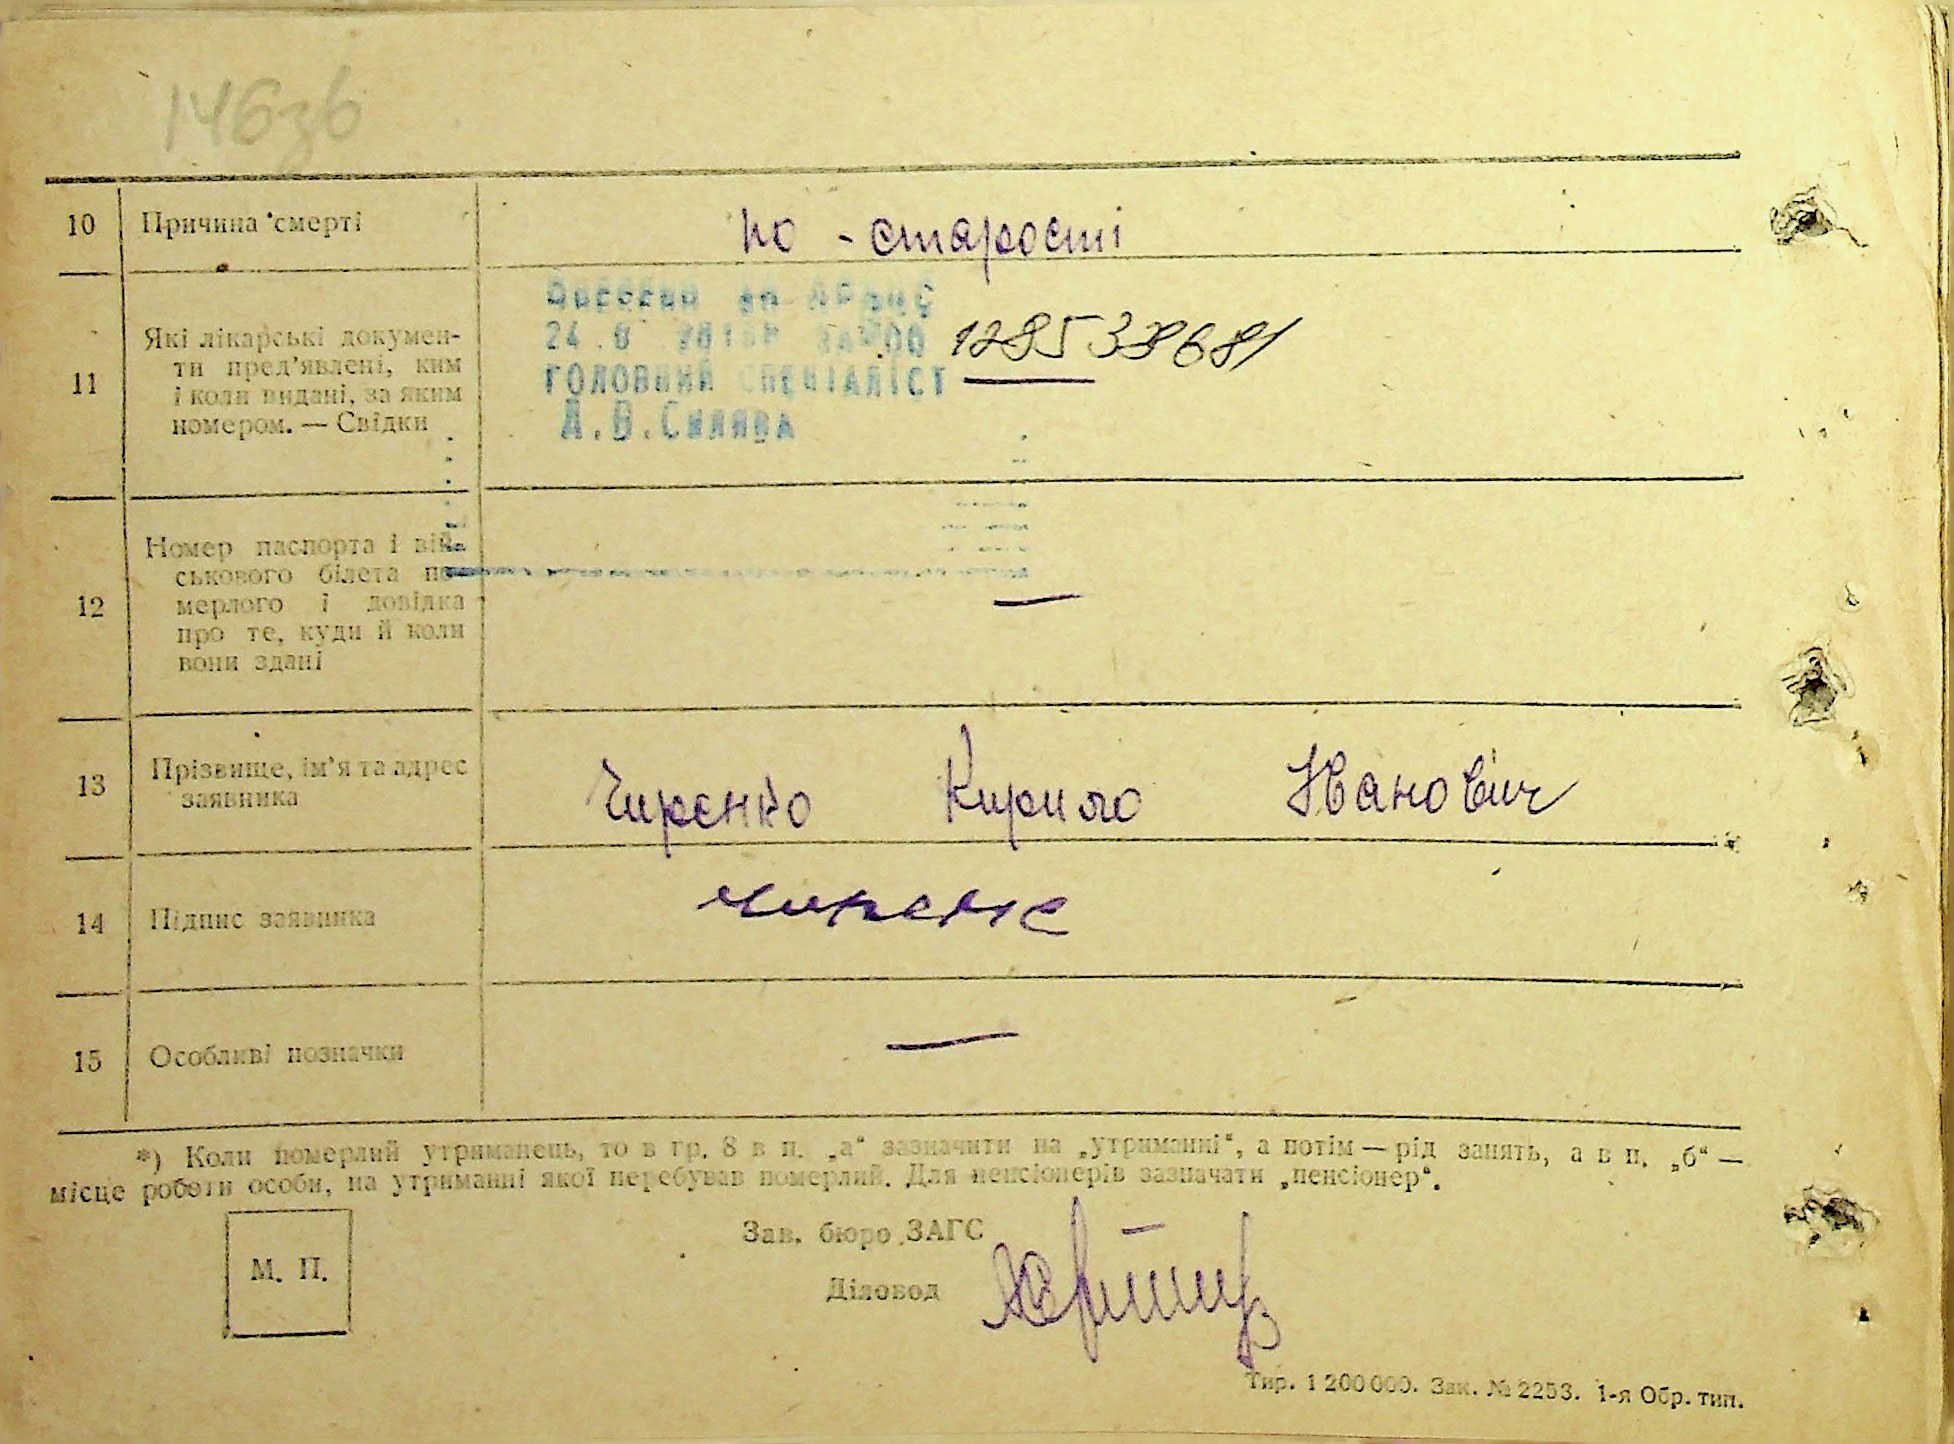 146зв
10 Причина смерті по - старості
11 Які лікарські докумен-
ти пред'явлені, ким
і коли видані, за яким
номером. — Свідки
24.0
ГОЛОВНИЙ СПЕЦІАЛІСТ
—
12 Номер паспорта і вій-
ськового білета по-
мерлого і довідка
про те, куди й коли
вони здані
—
13 Прізвище, ім'я та адрес
заявника
Чиренко Кирило Іванович
14 Підпис заявника
15 Особливі позначки —
*) Коли померлий утриманець, то в гр. 8 в п. „а“ зазначити на „утриманні“, а потім — рід занять, а в п. „б“ —
місце роботи особи, на утриманні якої перебував померлий. Для пенсіонерів зазначати „пенсіонер“.
М. П.
Зав. бюро ЗАГС
Діловод
Тир. 1 200 000. Зак. № 2253. 1-я Обр. тип.